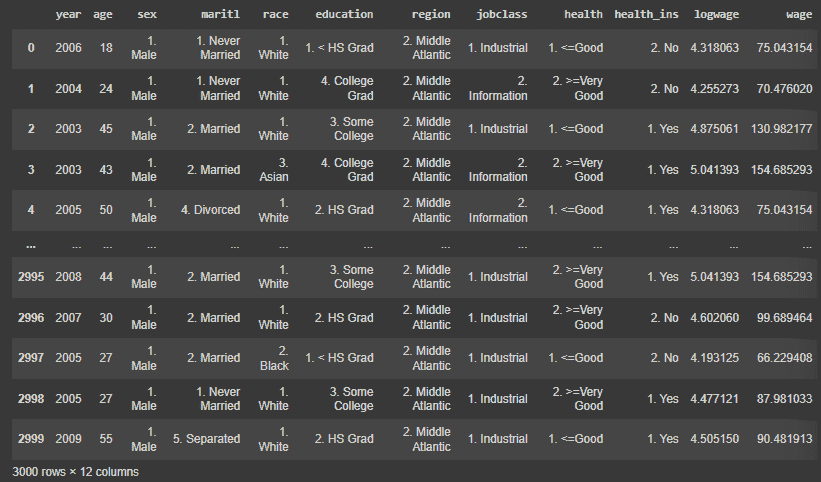 year age sex maritl race education region jobclass health health_ins logwage wage
0 2006 18 1. Male 1. Never Married 1. White 1. < HS Grad 2. Middle Atlantic 1. Industrial 1. <=Good 2. No 4.318063 75.043154
1 2004 24 1. Male 1. Never Married 1. White 4. College Grad 2. Middle Atlantic 2. Information 2. >=Very Good 2. No 4.255273 70.476020
2 2003 45 1. Male 2. Married 1. White 3. Some College 2. Middle Atlantic 1. Industrial 1. <=Good 1. Yes 4.875061 130.982177
3 2003 43 1. Male 2. Married 3. Asian 4. College Grad 2. Middle Atlantic 2. Information 2. >=Very Good 1. Yes 5.041393 154.685293
4 2005 50 1. Male 4. Divorced 1. White 2. HS Grad 2. Middle Atlantic 2. Information 1. <=Good 1. Yes 4.318063 75.043154
... ... ... ... ... ... ... ... ... ... ... ... ...
2995 2008 44 1. Male 2. Married 1. White 3. Some College 2. Middle Atlantic 1. Industrial 2. >=Very Good 1. Yes 5.041393 154.685293
2996 2007 30 1. Male 2. Married 1. White 2. HS Grad 2. Middle Atlantic 1. Industrial 2. >=Very Good 2. No 4.602060 99.689464
2997 2005 27 1. Male 2. Married 2. Black 1. < HS Grad 2. Middle Atlantic 1. Industrial 1. <=Good 2. No 4.193125 66.229408
2998 2005 27 1. Male 1. Never Married 1. White 3. Some College 2. Middle Atlantic 1. Industrial 2. >=Very Good 1. Yes 4.477121 87.981033
2999 2009 55 1. Male 5. Separated 1. White 2. HS Grad 2. Middle Atlantic 1. Industrial 1. <=Good 1. Yes 4.505150 90.481913
3000 rows × 12 columns